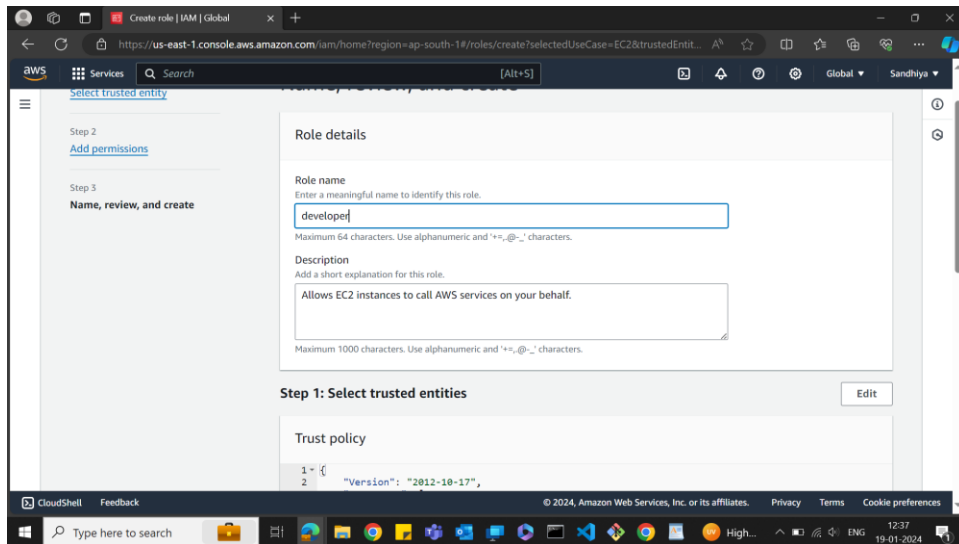 Create role | IAM | Global
https://us-east-1.console.aws.amazon.com/iam/home?region=ap-south-1#/roles/create?selectedUseCase=EC2&trustedEntit...
aws Services Search [Alt+S] Global Sandhiya
Select trusted entity
Name, review, and create
Step 2
Add permissions
Step 3
Name, review, and create
Role details
Role name
Enter a meaningful name to identify this role.
developer
Maximum 64 characters. Use alphanumeric and '+=,.@-_' characters.
Description
Add a short explanation for this role.
Allows EC2 instances to call AWS services on your behalf.
Maximum 1000 characters. Use alphanumeric and '+=,.@-_' characters.
Step 1: Select trusted entities
Edit
Trust policy
1 {
2 "Version": "2012-10-17",
CloudShell Feedback © 2024, Amazon Web Services, Inc. or its affiliates. Privacy Terms Cookie preferences
Type here to search
UV High... ENG
12:37
19-01-2024